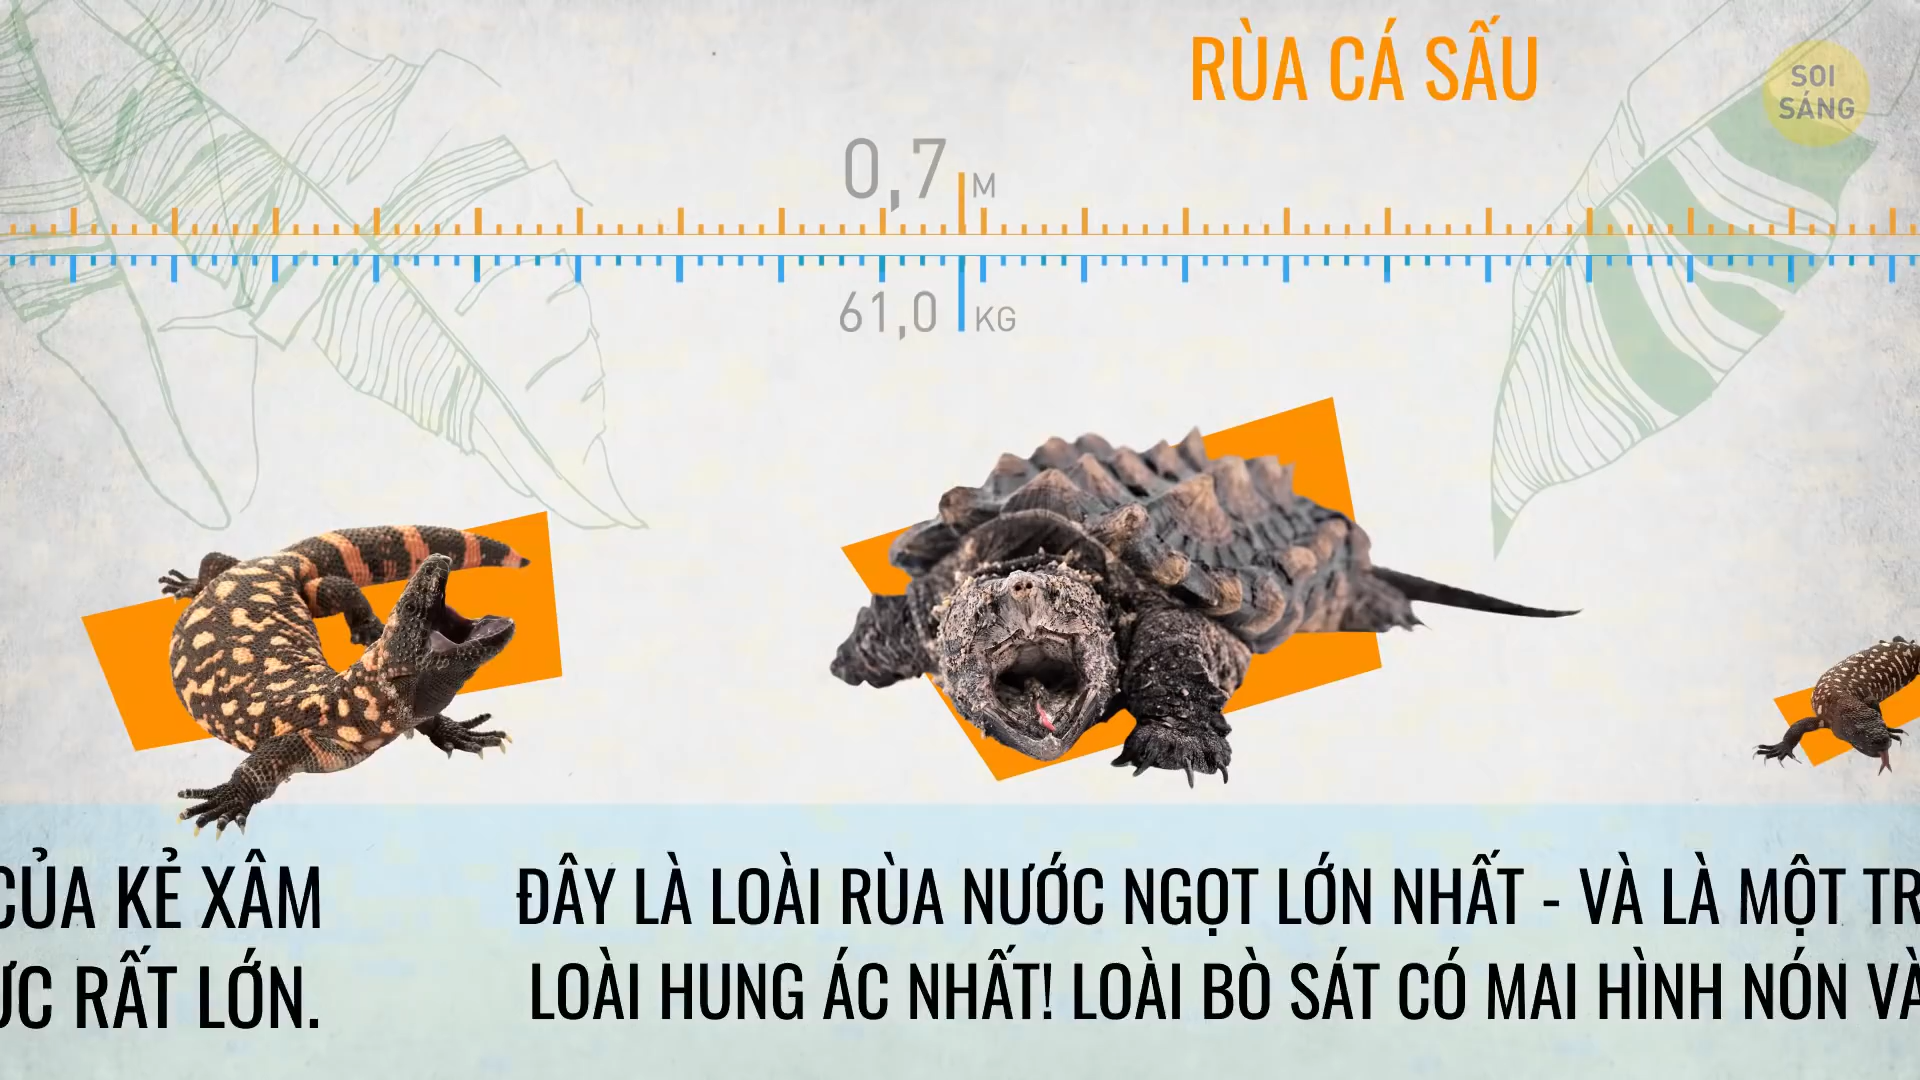 RÙA CÁ SẤU
SOI
SÁNG
0,7 M
61,0 KG
CỦA KẺ XÂM
RẤT LỚN.
ĐÂY LÀ LOÀI RÙA NƯỚC NGỌT LỚN NHẤT - VÀ LÀ MỘT
LOÀI HUNG ÁC NHẤT! LOÀI BÒ SÁT CÓ MAI HÌNH NÓN VÀ